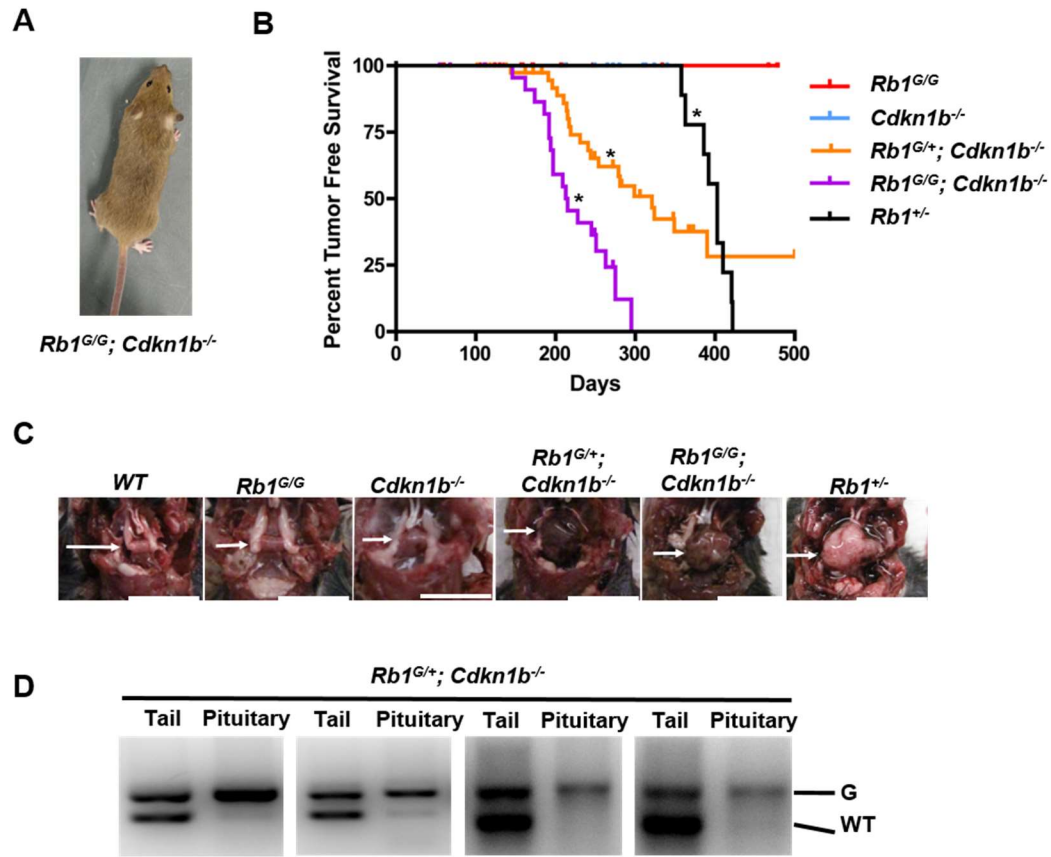 A
Rb1G/G; Cdkn1b-/-
B
Percent Tumor Free Survival
100
75
50
25
0
0 100 200 300 400 500
Days
*
*
*
Rb1G/G
Cdkn1b-/-
Rb1G/+; Cdkn1b-/-
Rb1G/G; Cdkn1b-/-
Rb1+/-
C
WT
Rb1G/G
Cdkn1b-/-
Rb1G/+;
Cdkn1b-/-
Rb1G/G;
Cdkn1b-/-
Rb1+/-
D
Rb1G/+; Cdkn1b-/-
Tail Pituitary Tail Pituitary Tail Pituitary Tail Pituitary
G
WT